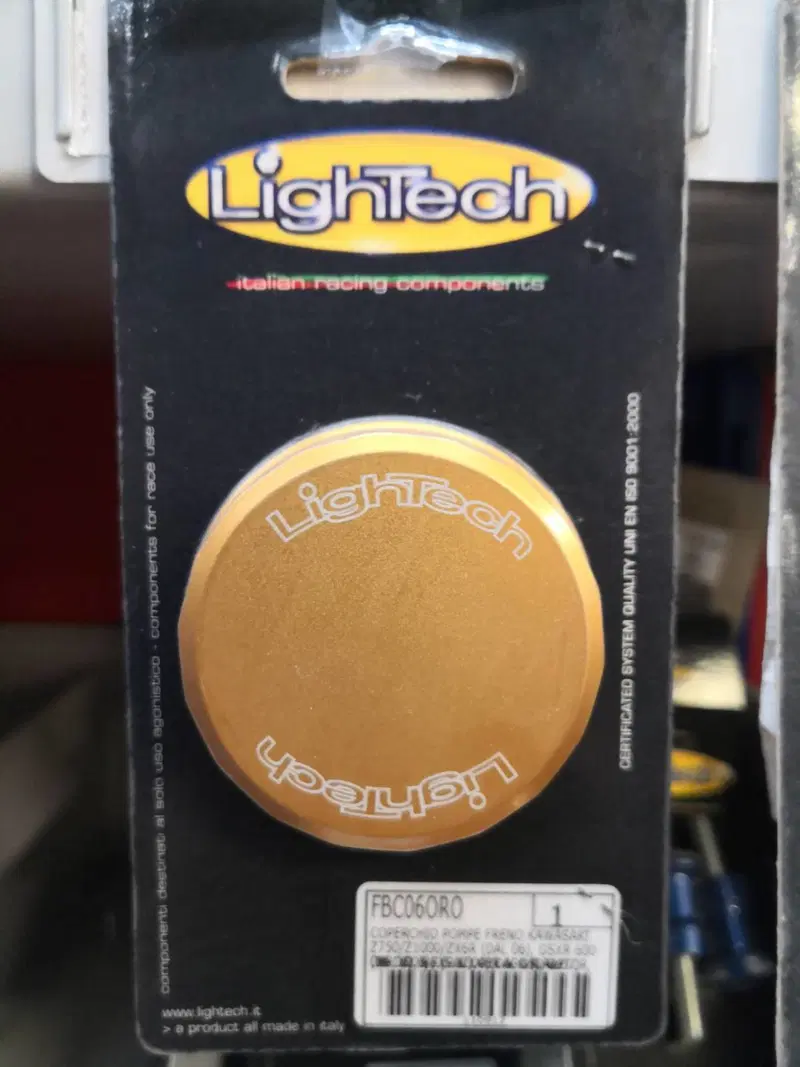 LighTech
italian racing components
componenti destinati al solo uso agonistico - components for race use only
CERTIFICATED SYSTEM QUALITY UNI EN ISO 9001:2000
LighTech
LighTech
FBC06ORO
1
COPERCHIO POMPE FRENO KAWASAKI
Z750/Z1000/ZX6R (DAL 06), GSXR 600
www.lightech.it
> a product all made in italy